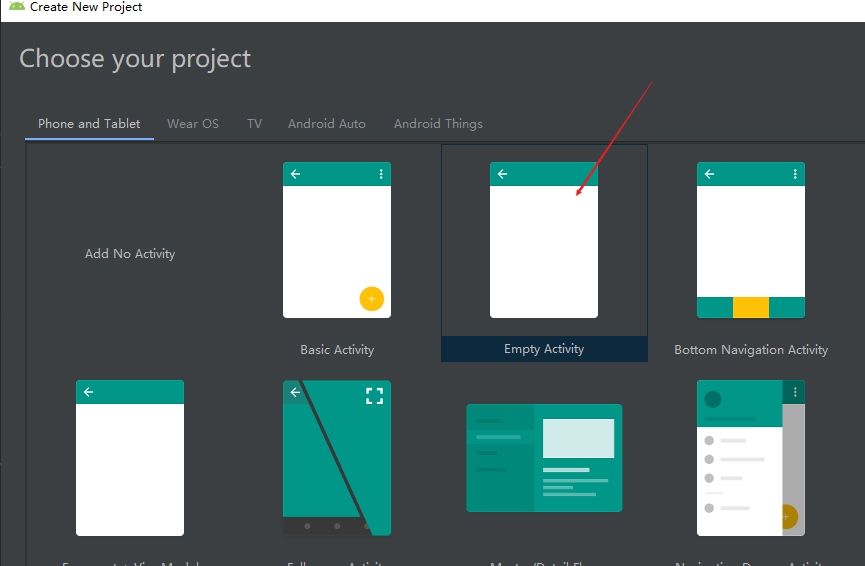 Create New Project
Choose your project
Phone and Tablet
Wear OS
TV
Android Auto
Android Things
Add No Activity
Basic Activity
Empty Activity
Bottom Navigation Activity